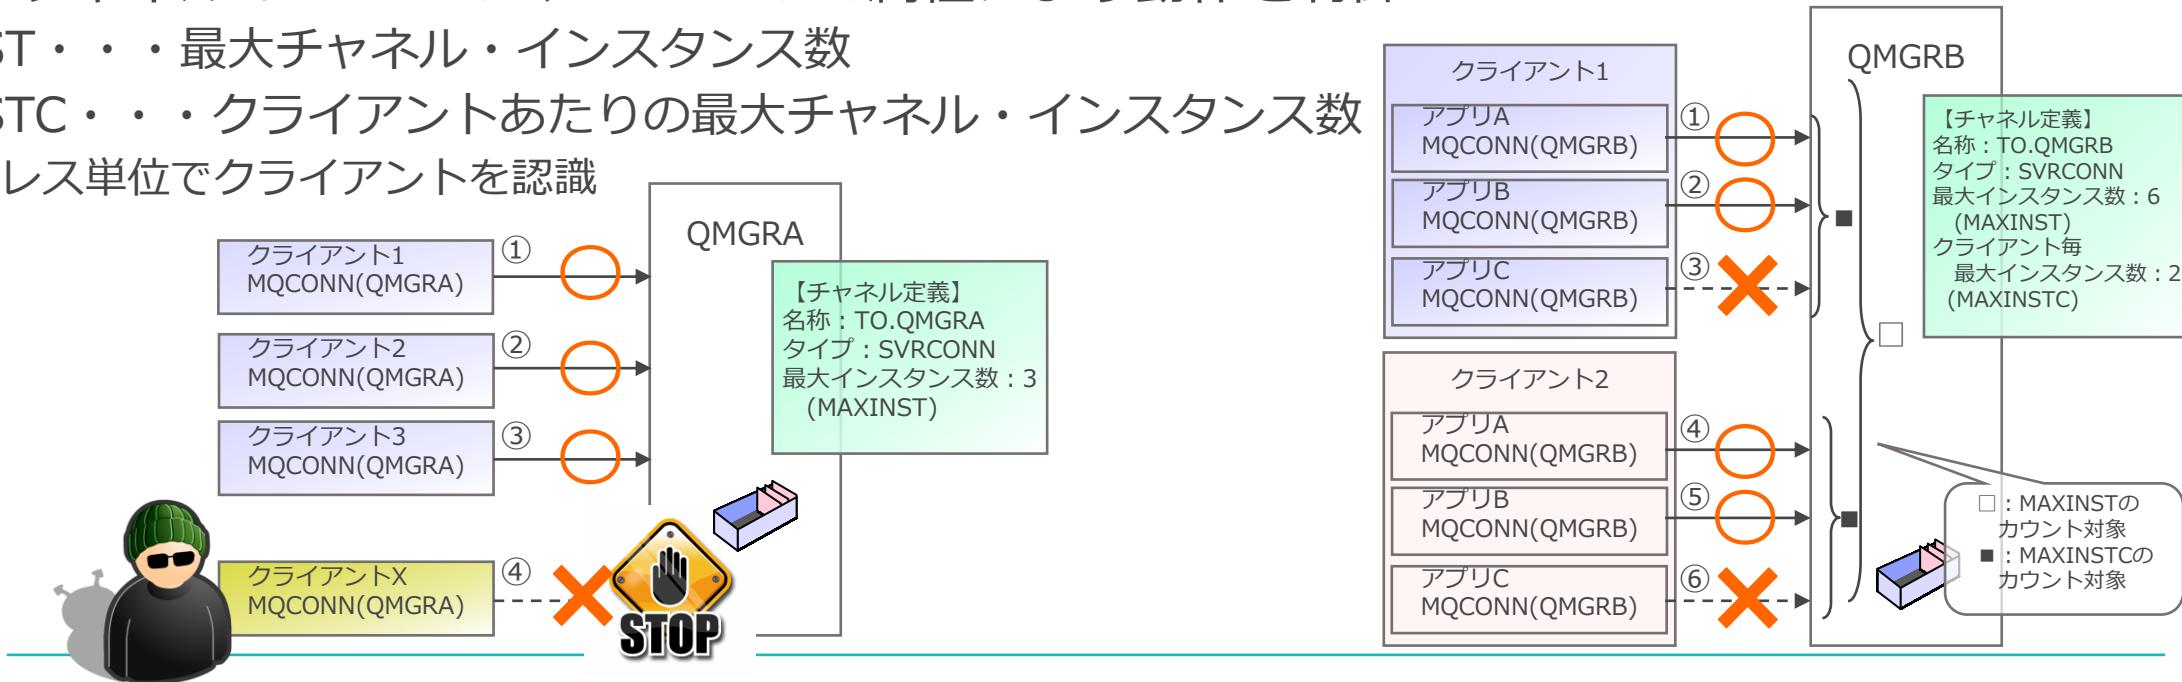 ST・・・最大チャネル・インスタンス数
STC・・・クライアントあたりの最大チャネル・インスタンス数
レス単位でクライアントを認識
QMGRA
クライアント1
MQCONN(QMGRA)
①
クライアント2
MQCONN(QMGRA)
②
クライアント3
MQCONN(QMGRA)
③
クライアントX
MQCONN(QMGRA)
④
【チャネル定義】
名称：TO.QMGRA
タイプ：SVRCONN
最大インスタンス数：3
(MAXINST)
STOP
QMGRB
クライアント1
アプリA
MQCONN(QMGRB)
①
アプリB
MQCONN(QMGRB)
②
アプリC
MQCONN(QMGRB)
③
■
□
クライアント2
アプリA
MQCONN(QMGRB)
④
アプリB
MQCONN(QMGRB)
⑤
アプリC
MQCONN(QMGRB)
⑥
■
【チャネル定義】
名称：TO.QMGRB
タイプ：SVRCONN
最大インスタンス数：6
(MAXINST)
クライアント毎
最大インスタンス数：2
(MAXINSTC)
□：MAXINSTの
カウント対象
■：MAXINSTCの
カウント対象